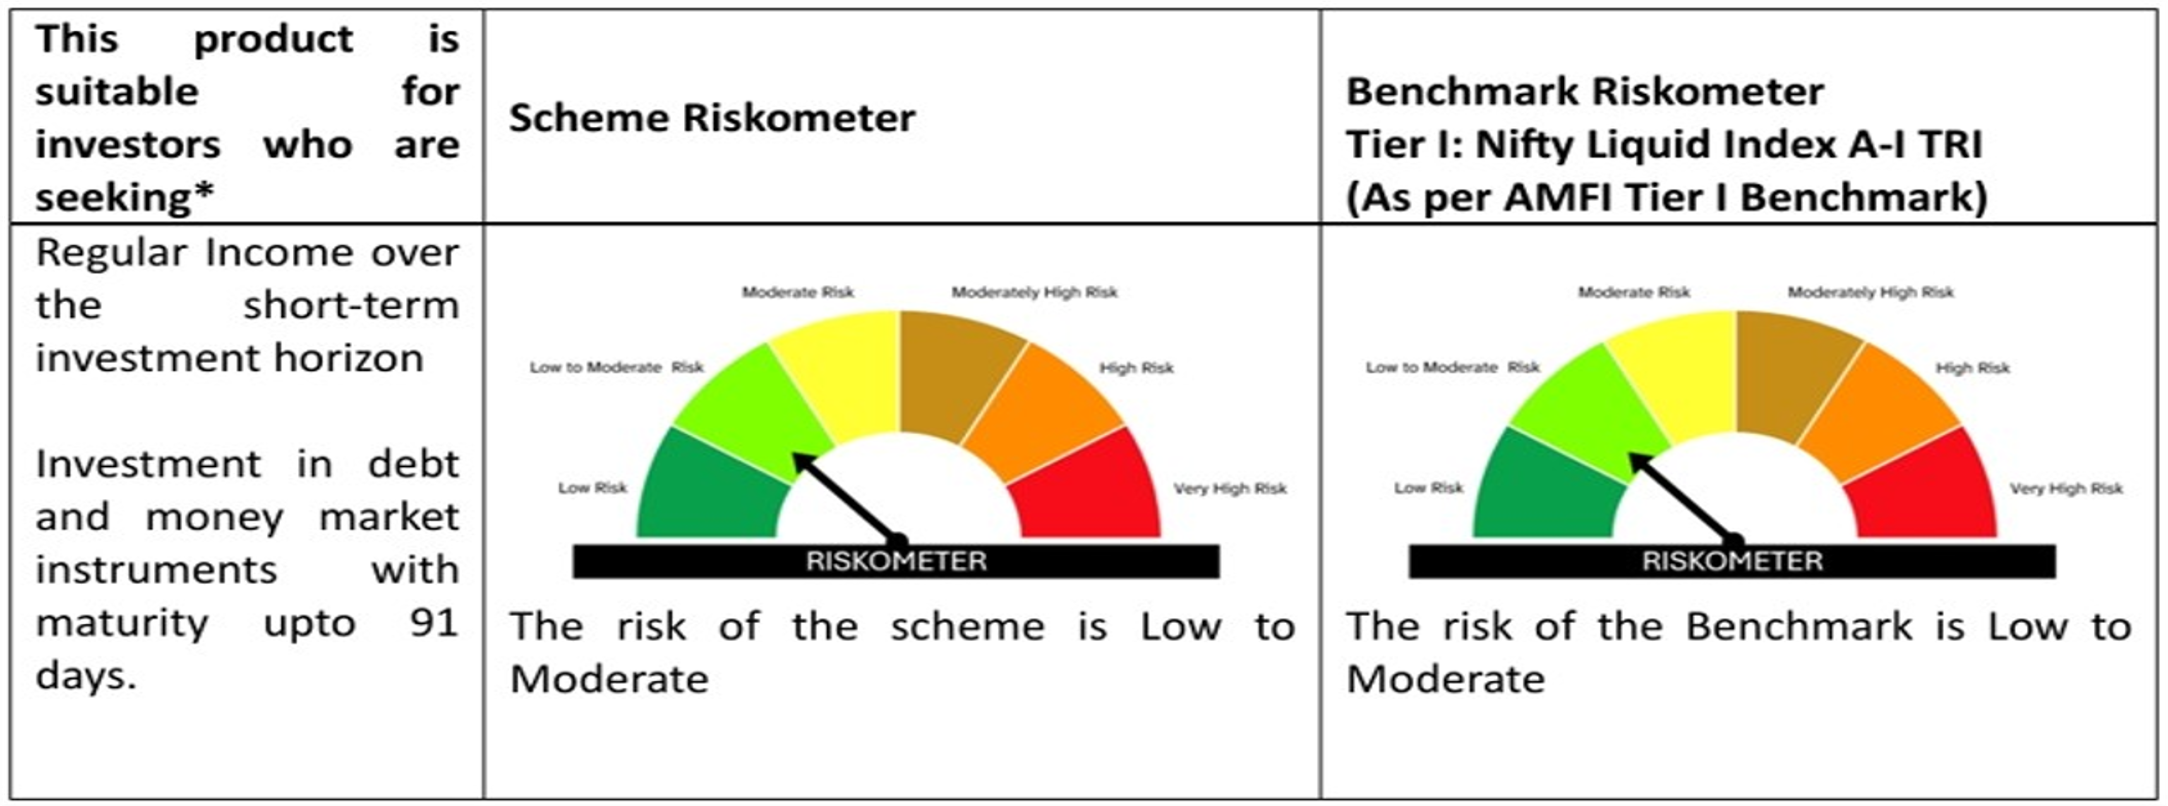 This product is
suitable for
investors who are
seeking*
Scheme Riskometer
Benchmark Riskometer
Tier I: Nifty Liquid Index A-I TRI
(As per AMFI Tier I Benchmark)
Regular Income over
the short-term
investment horizon
Investment in debt
and money market
instruments with
maturity upto 91
days.
Moderate Risk
Moderately High Risk
Low to Moderate Risk
High Risk
Low Risk
Very High Risk
RISKOMETER
The risk of the scheme is Low to
Moderate
Moderate Risk
Moderately High Risk
Low to Moderate Risk
High Risk
Low Risk
Very High Risk
RISKOMETER
The risk of the Benchmark is Low to
Moderate